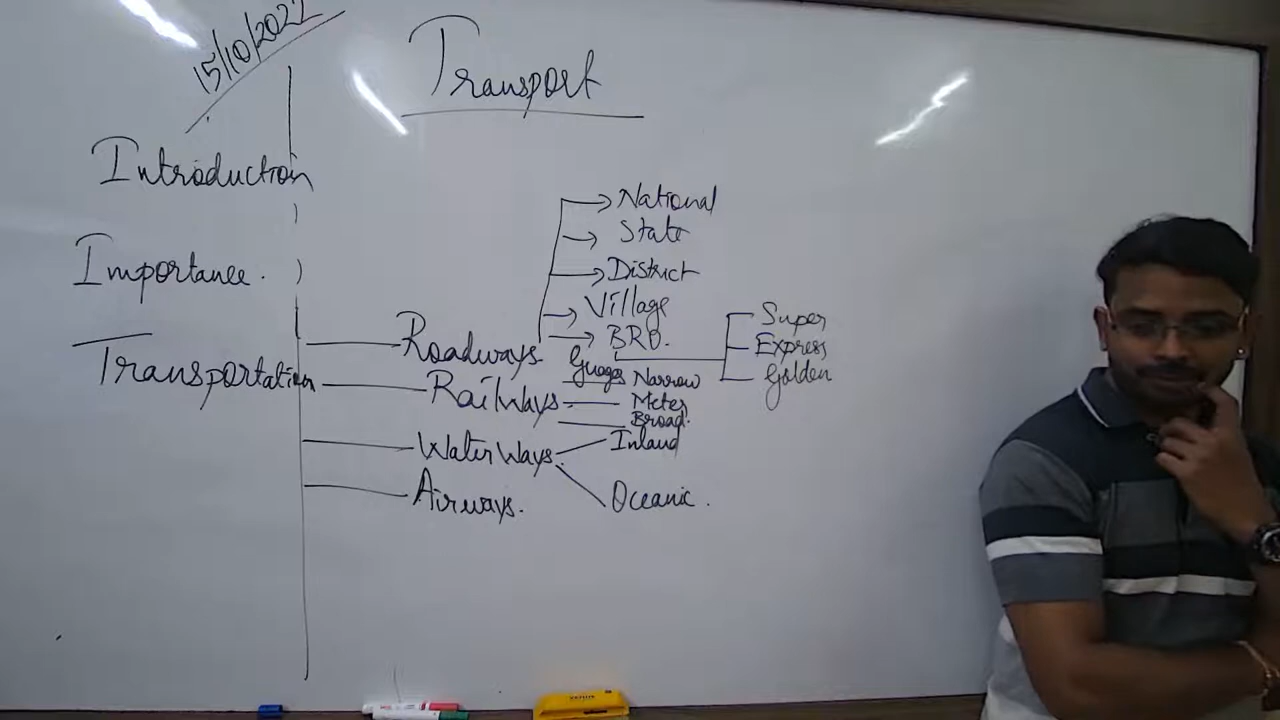 15/10/2022
Transport
Introduction
Importance.
Transportation
Roadways.
National
State
District
Village
BRO.
Super
Express
Golden
Railways
Guages
Narrow
Meter
Broad.
Water Ways
Inland
Oceanic.
Airways.